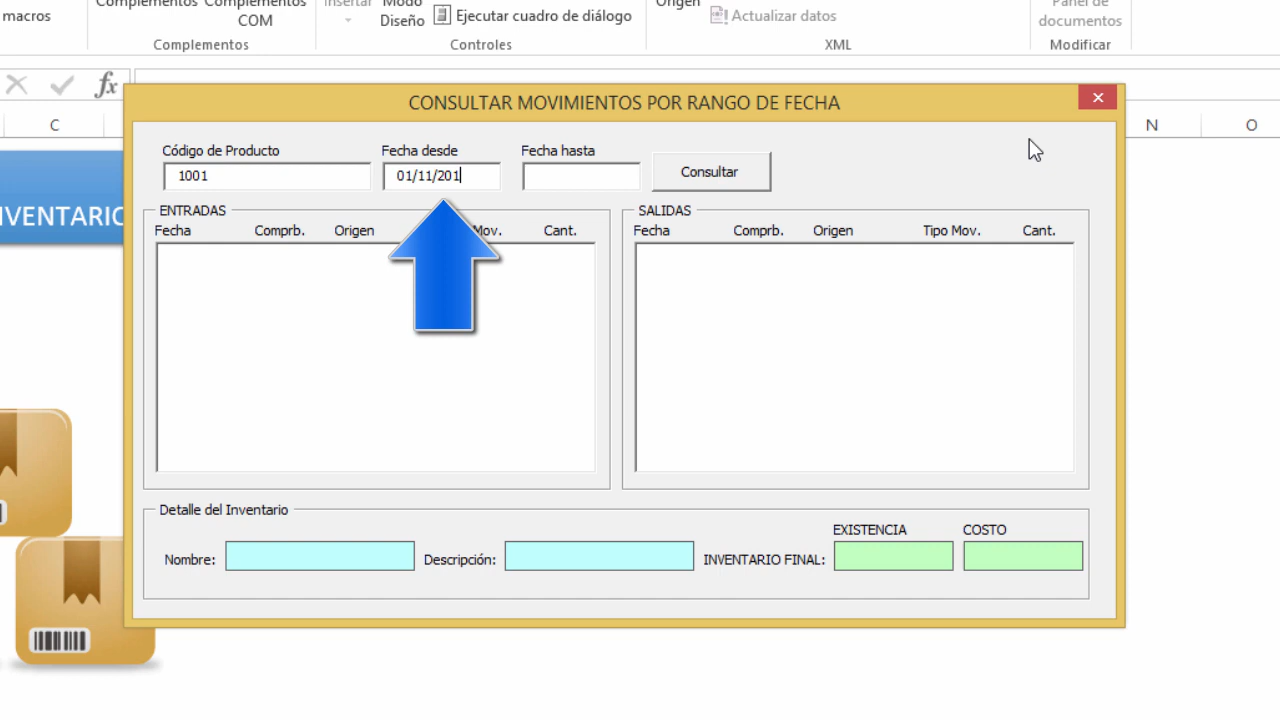 Complementos Complementos Insertar Modo Origen Panel de
macros COM Diseño Ejecutar cuadro de diálogo Actualizar datos documentos
Complementos Controles XML Modificar
fx
C N O
CONSULTAR MOVIMIENTOS POR RANGO DE FECHA
Código de Producto Fecha desde Fecha hasta
1001 01/11/201 Consultar
NVENTARIO
ENTRADAS SALIDAS
Fecha Comprb. Origen Mov. Cant. Fecha Comprb. Origen Tipo Mov. Cant.
Detalle del Inventario
EXISTENCIA COSTO
Nombre: Descripción: INVENTARIO FINAL: